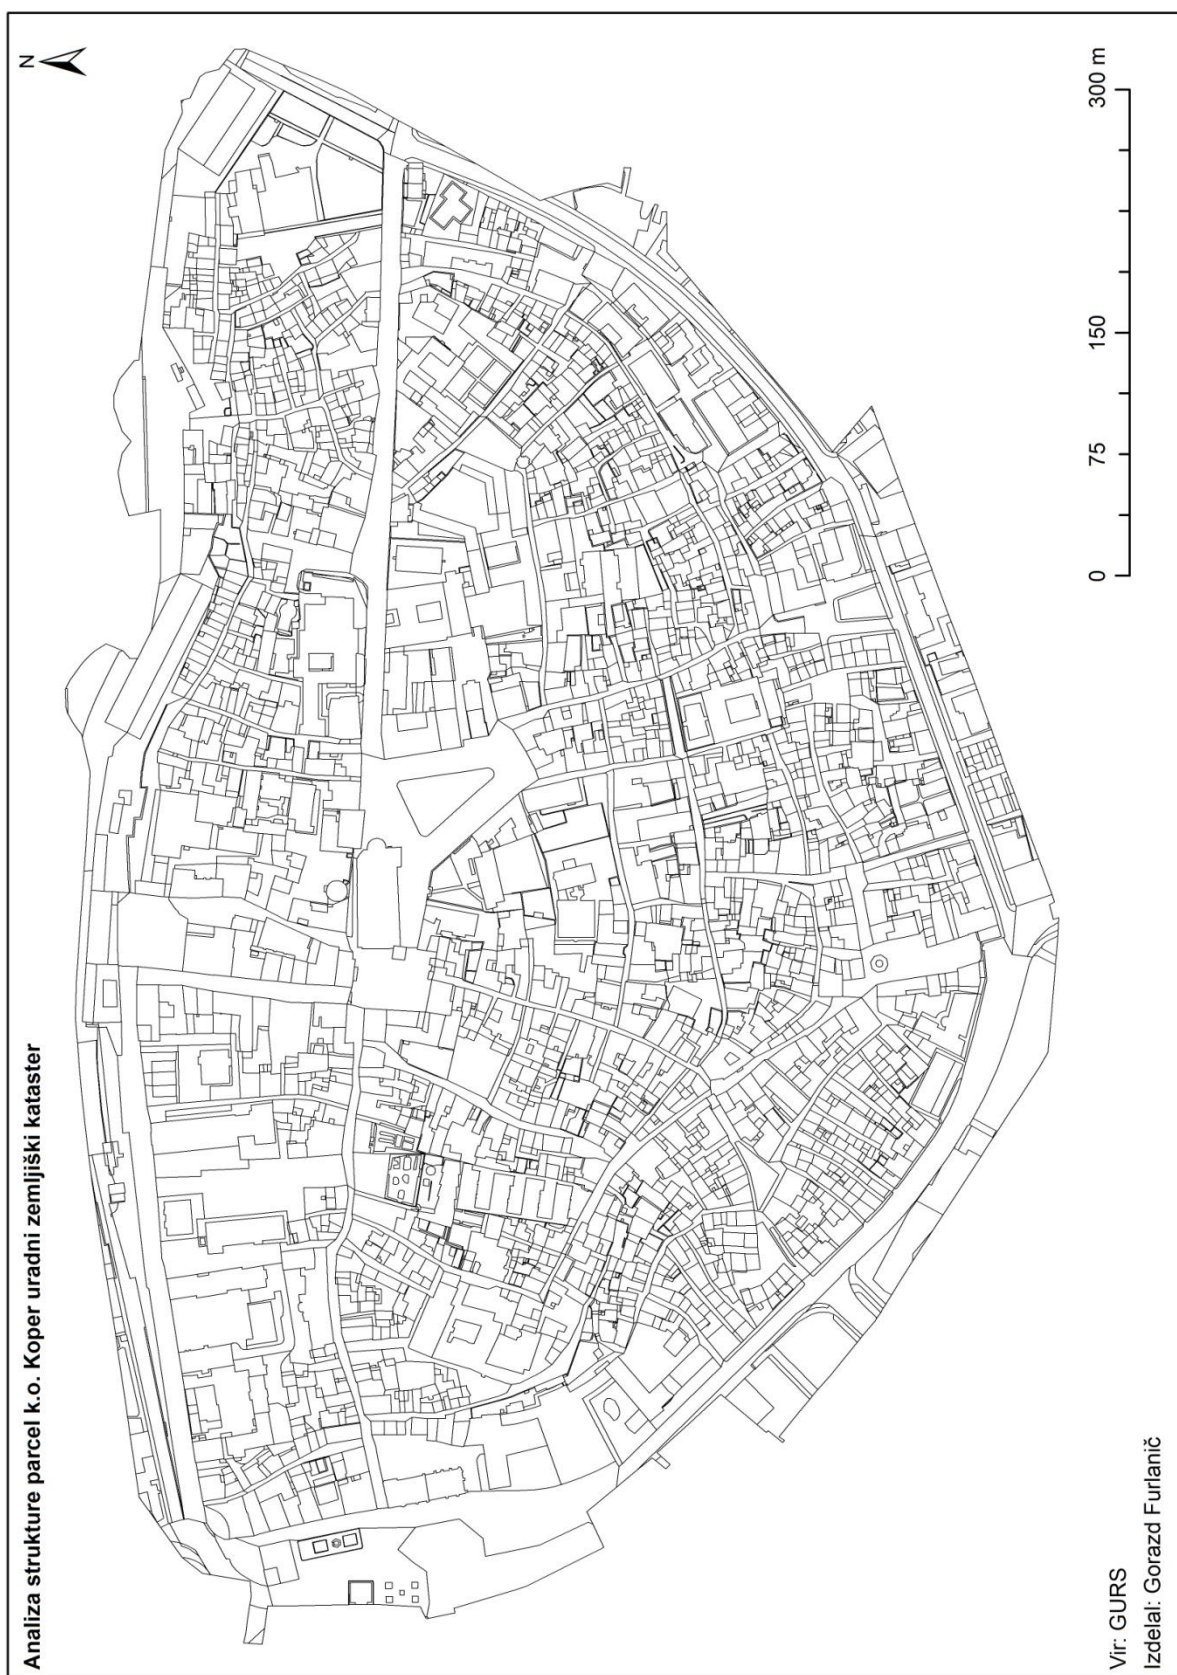 Analiza strukture parcel k.o. Koper uradni zemljiški kataster
N
0 75 150 300 m
Vir: GURS
Izdelal: Gorazd Furlanič